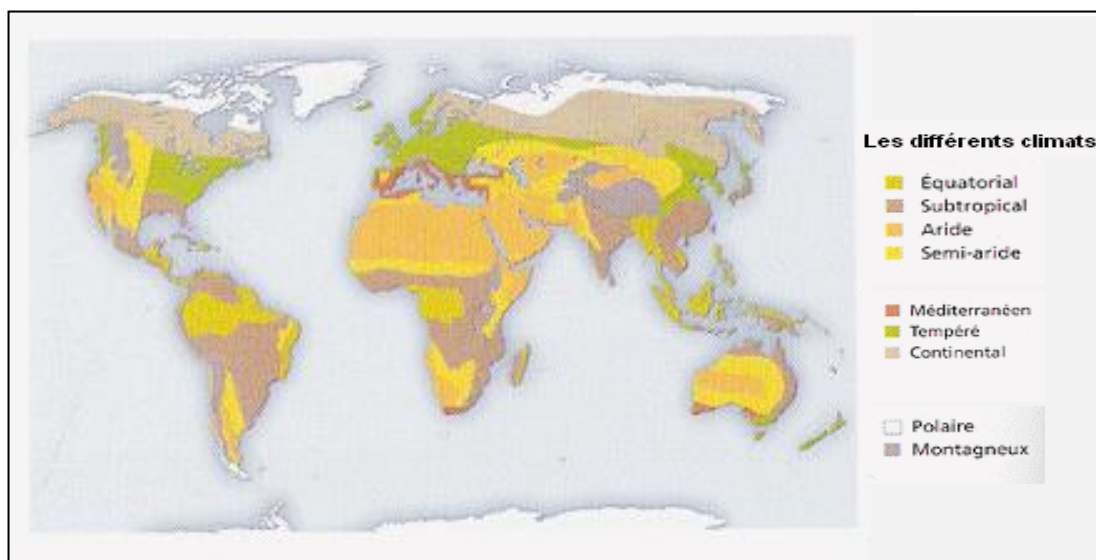 Les différents climats
Équatorial
Subtropical
Aride
Semi-aride
Méditerranéen
Tempéré
Continental
Polaire
Montagneux